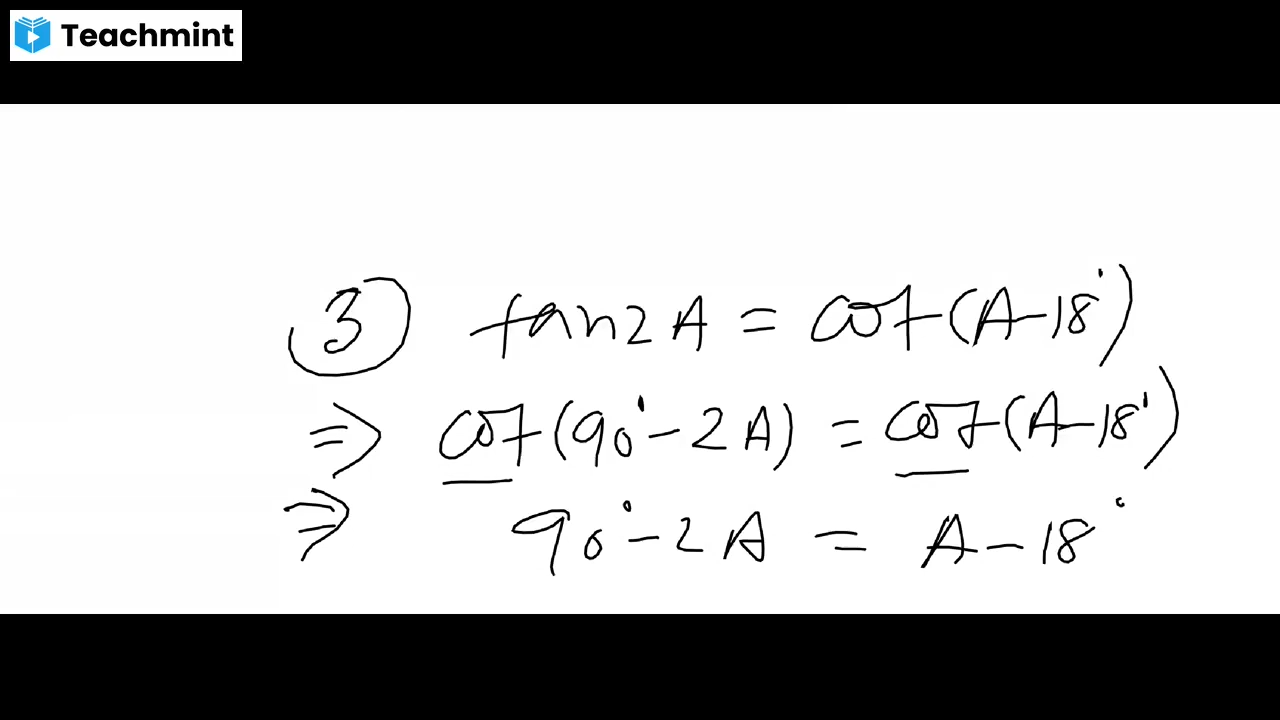 Teachmint
3 tan2A = cot(A-18°)
⇒ cot(90°-2A) = cot(A-18°)
⇒ 90°-2A = A-18°